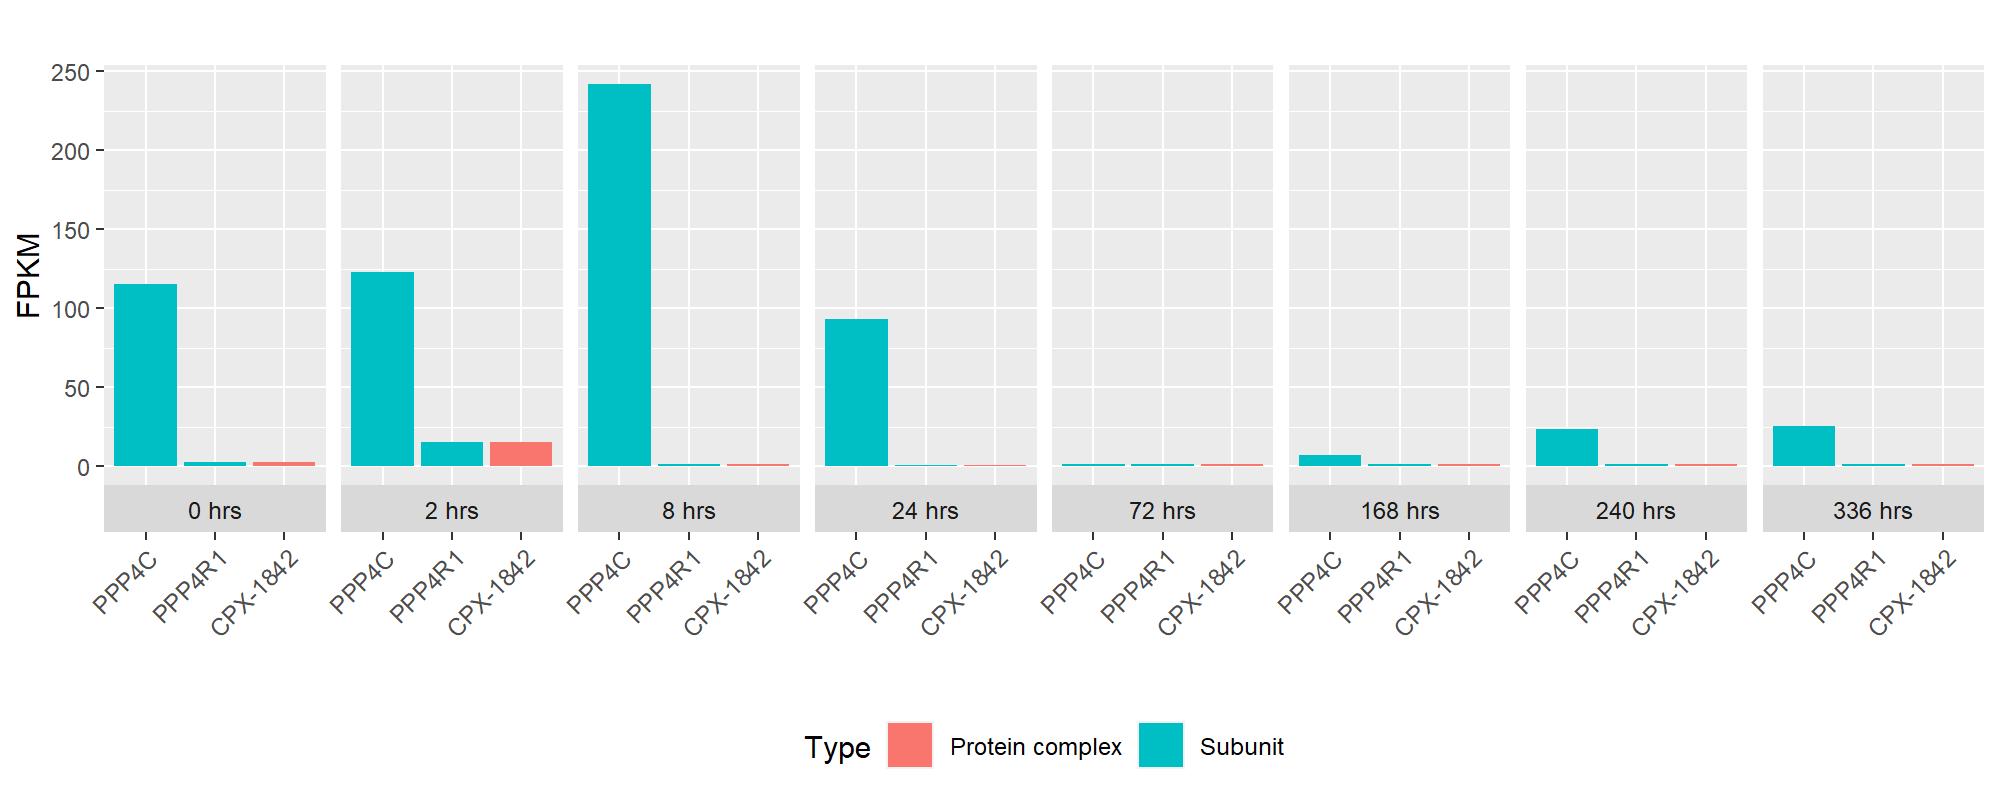 250
200
150
100
50
0
FPKM
0 hrs
2 hrs
8 hrs
24 hrs
72 hrs
168 hrs
240 hrs
336 hrs
PPP4C
PPP4R1
CPX-1842
PPP4C
PPP4R1
CPX-1842
PPP4C
PPP4R1
CPX-1842
PPP4C
PPP4R1
CPX-1842
PPP4C
PPP4R1
CPX-1842
PPP4C
PPP4R1
CPX-1842
PPP4C
PPP4R1
CPX-1842
PPP4C
PPP4R1
CPX-1842
Type Protein complex Subunit